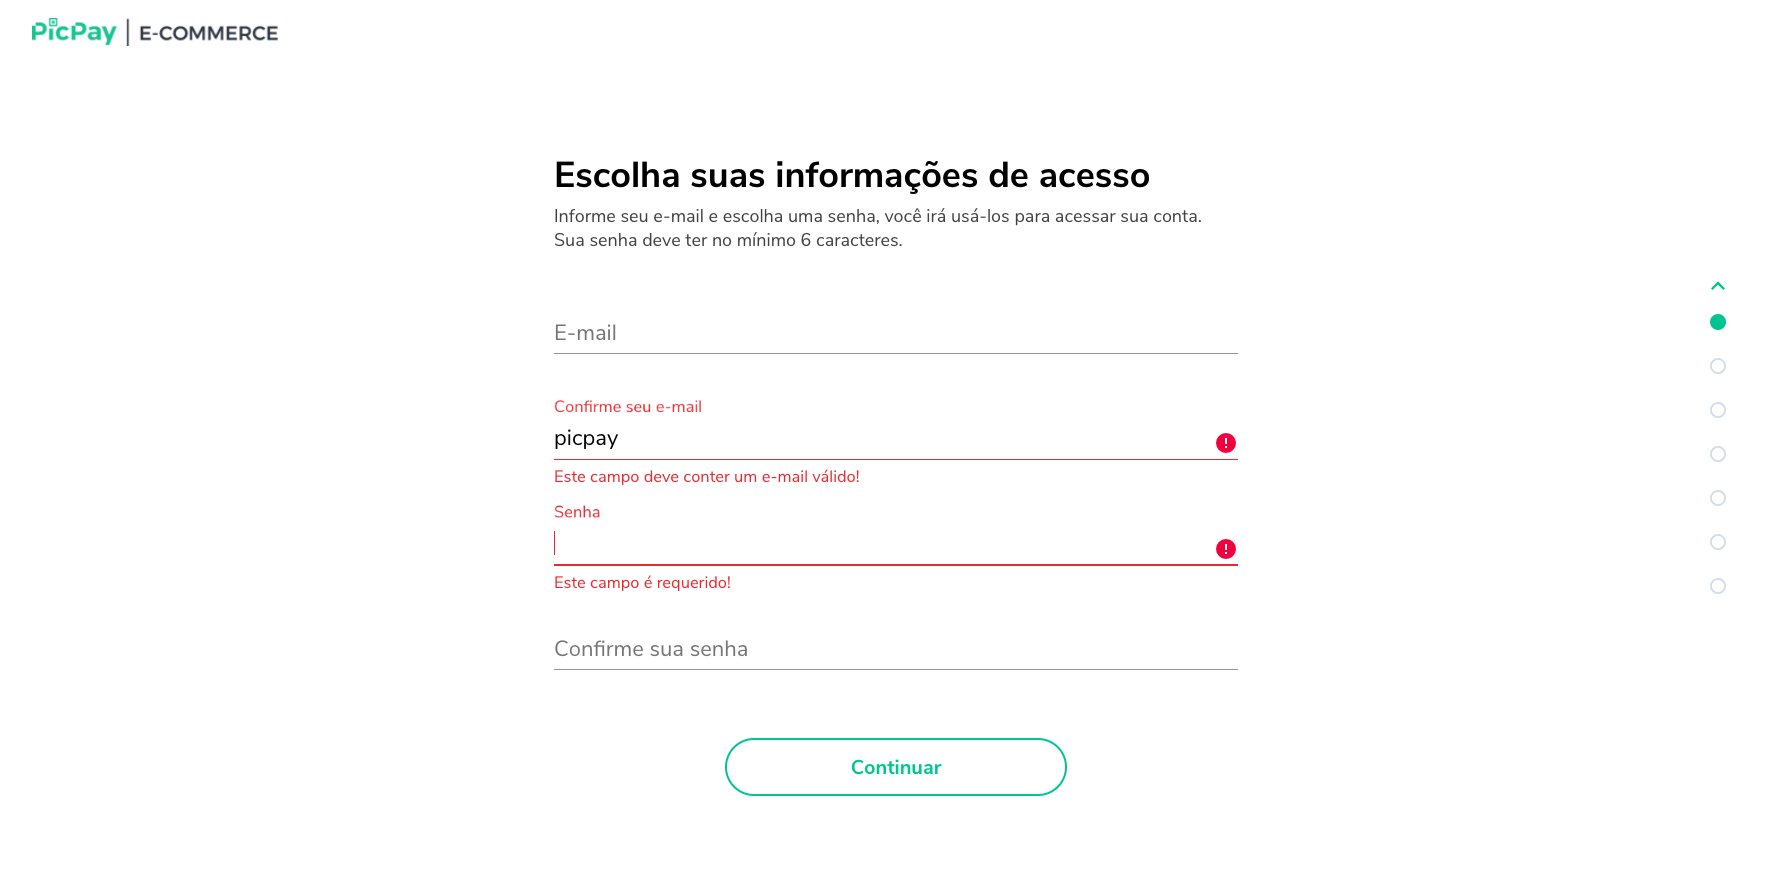 PicPay | E-COMMERCE
Escolha suas informações de acesso
Informe seu e-mail e escolha uma senha, você irá usá-los para acessar sua conta.
Sua senha deve ter no mínimo 6 caracteres.
E-mail
Confirme seu e-mail
picpay
Este campo deve conter um e-mail válido!
Senha
Este campo é requerido!
Confirme sua senha
Continuar